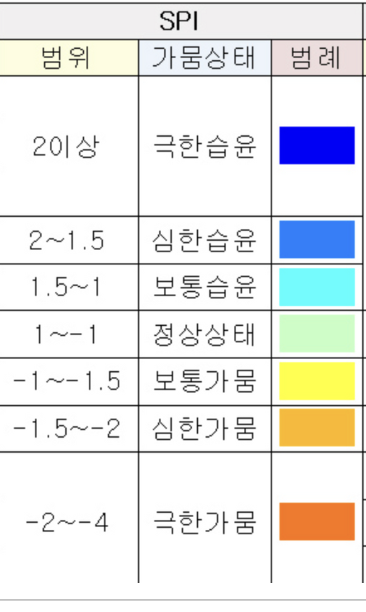 SPI
범위 가뭄상태 범례
2이상 극한습윤
2~1.5 심한습윤
1.5~1 보통습윤
1~-1 정상상태
-1~-1.5 보통가뭄
-1.5~-2 심한가뭄
-2~-4 극한가뭄